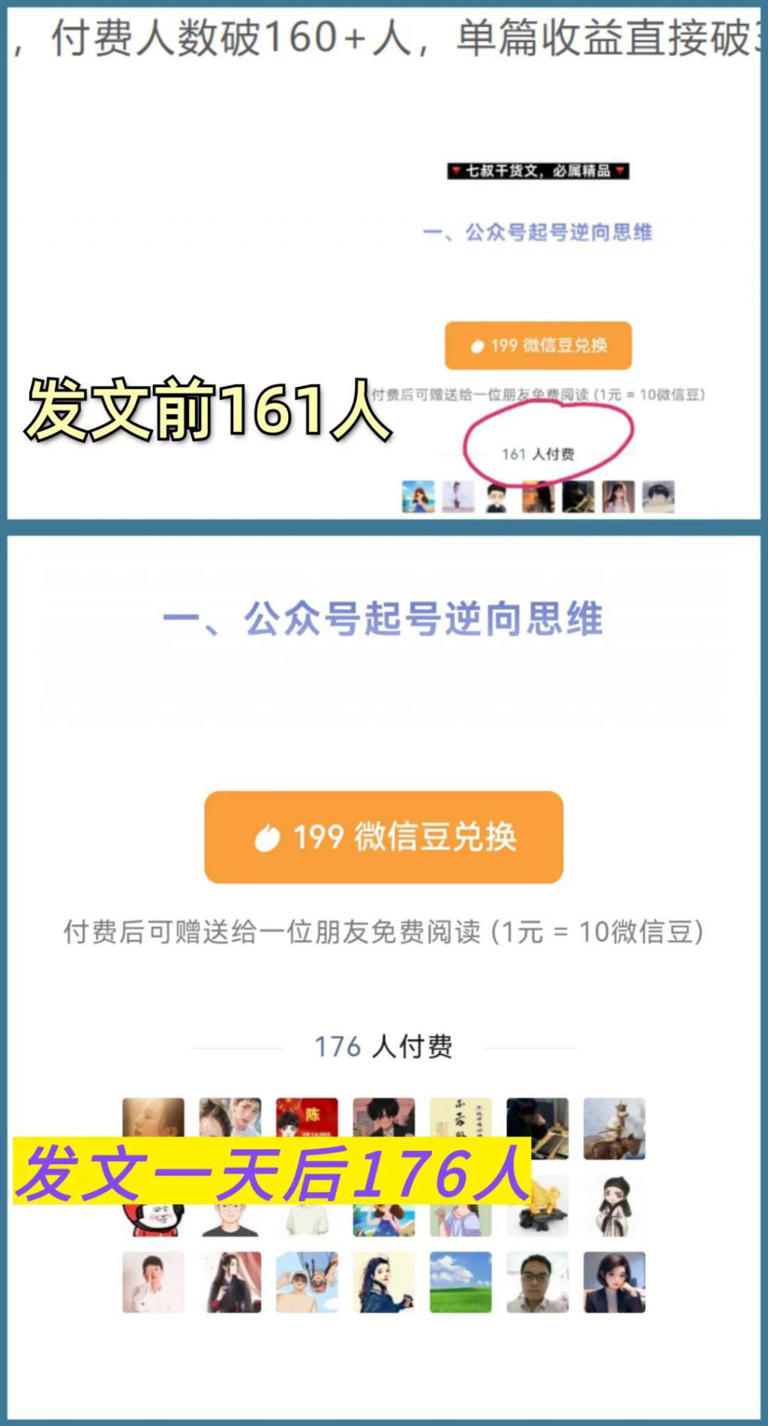 ，付费人数破160+人，单篇收益直接破3
🔻七叔干货文，必属精品🔻
一、公众号起号逆向思维
199 微信豆兑换
付费后可赠送给一位朋友免费阅读 (1元 = 10微信豆)
发文前161人
161 人付费
一、公众号起号逆向思维
199 微信豆兑换
付费后可赠送给一位朋友免费阅读 (1元 = 10微信豆)
176 人付费
陈
发文一天后176人